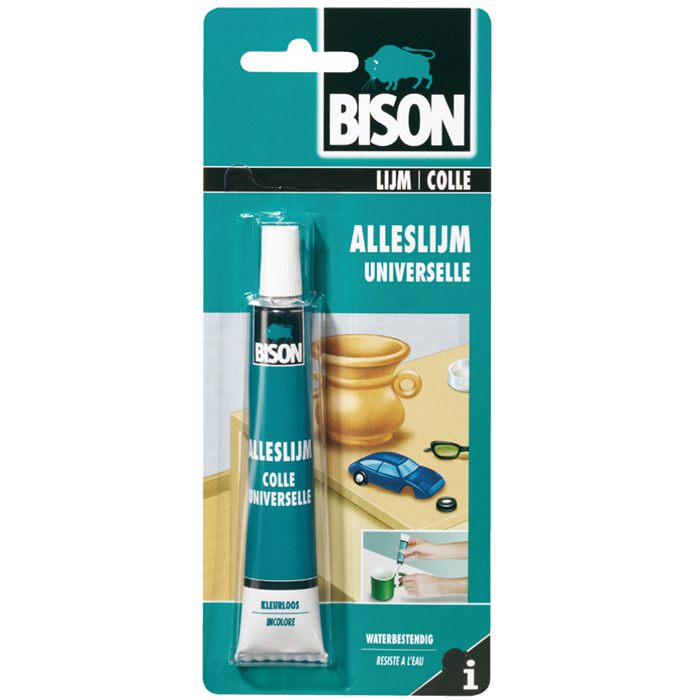 BISON
LIJM | COLLE
ALLESLIJM
UNIVERSELLE
BISON
ALLESLIJM
COLLE
UNIVERSELLE
KLEURLOOS
INCOLORE
WATERBESTENDIG
RESISTE A L'EAU
i